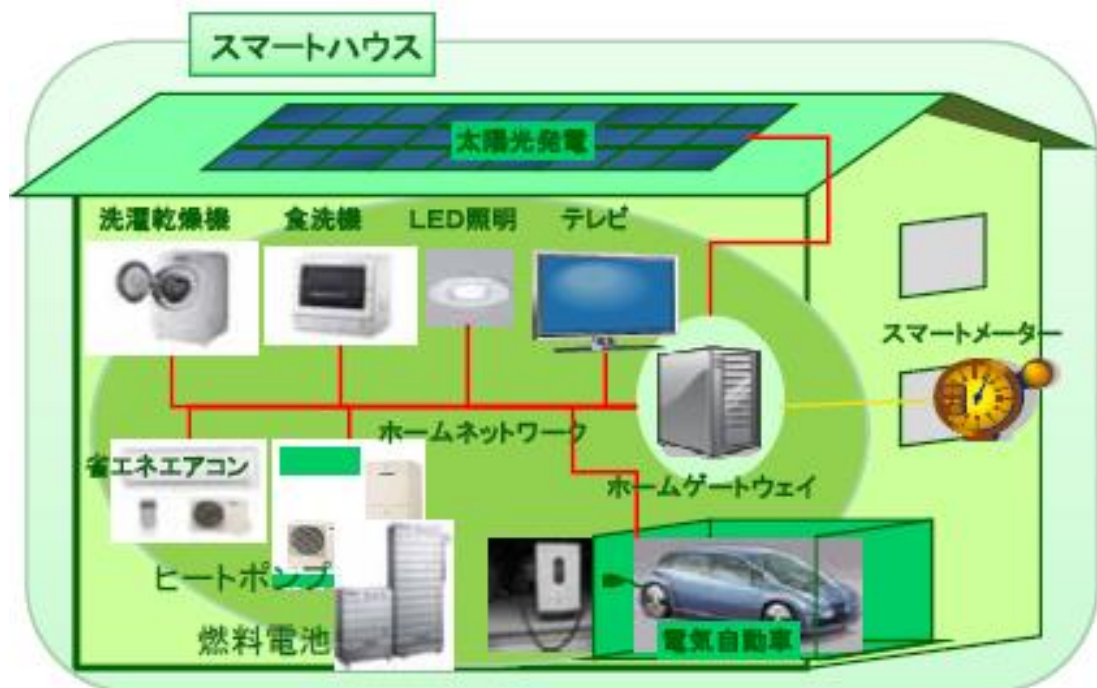 スマートハウス
太陽光発電
洗濯乾燥機
食洗機
LED照明
テレビ
スマートメーター
ホームネットワーク
省エネエアコン
ホームゲートウェイ
ヒートポンプ
燃料電池
電気自動車